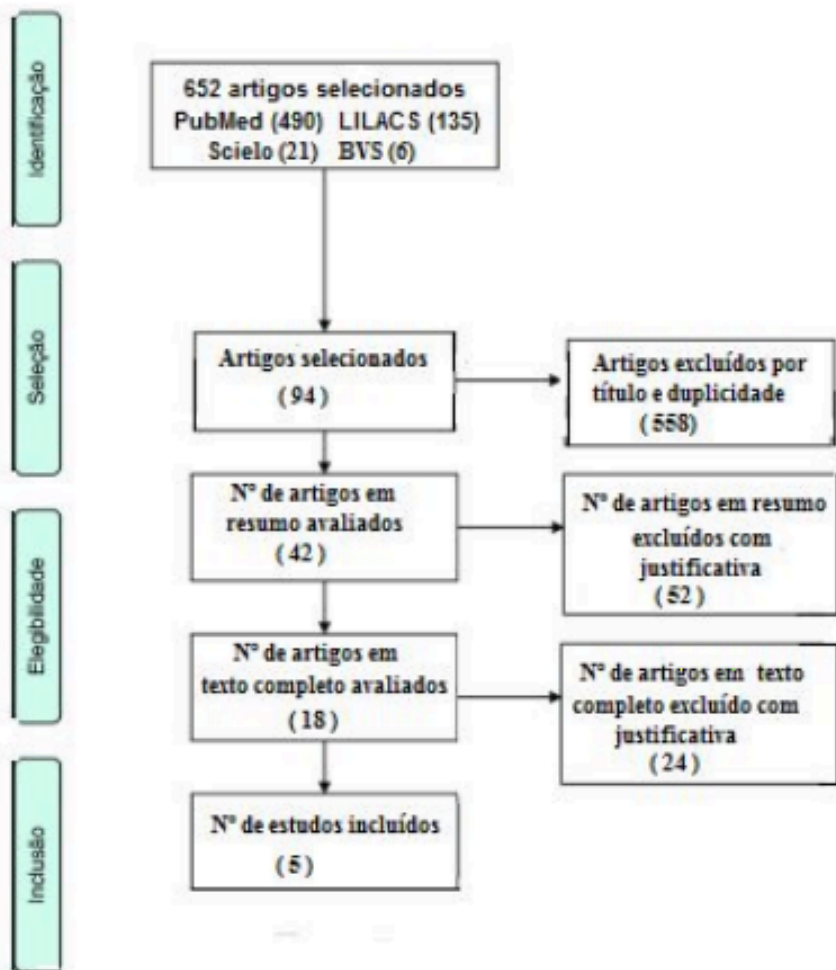 Identificação
652 artigos selecionados
PubMed (490) LILACS (135)
Scielo (21) BVS (6)
Seleção
Artigos selecionados
(94)
Artigos excluídos por
título e duplicidade
(558)
Elegibilidade
Nº de artigos em
resumo avaliados
(42)
Nº de artigos em resumo
excluídos com
justificativa
(52)
Nº de artigos em
texto completo avaliados
(18)
Nº de artigos em texto
completo excluído com
justificativa
(24)
Inclusão
Nº de estudos incluídos
(5)